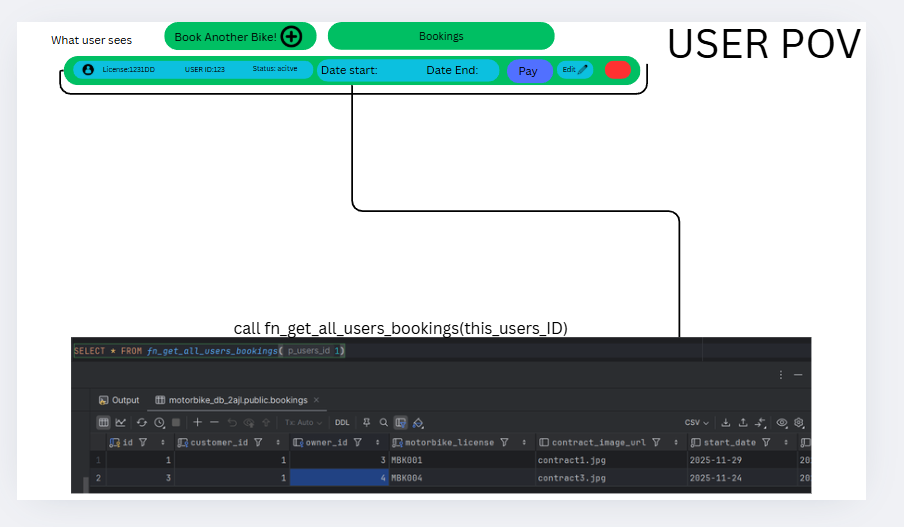 What user sees
Book Another Bike!
Bookings
USER POV
License:1231DD
USER ID:123
Status: acitve
Date start:
Date End:
Pay
Edit
call fn_get_all_users_bookings(this_users_ID)
SELECT * FROM fn_get_all_users_bookings( p_users_id 1)
Output
motorbike_db_2ajl.public.bookings ×
Tx: Auto
DDL
CSV
id customer_id owner_id motorbike_license contract_image_url start_date
1 1 1 3 MBK001 contract1.jpg 2025-11-29 20
2 3 1 4 MBK004 contract3.jpg 2025-11-24 20